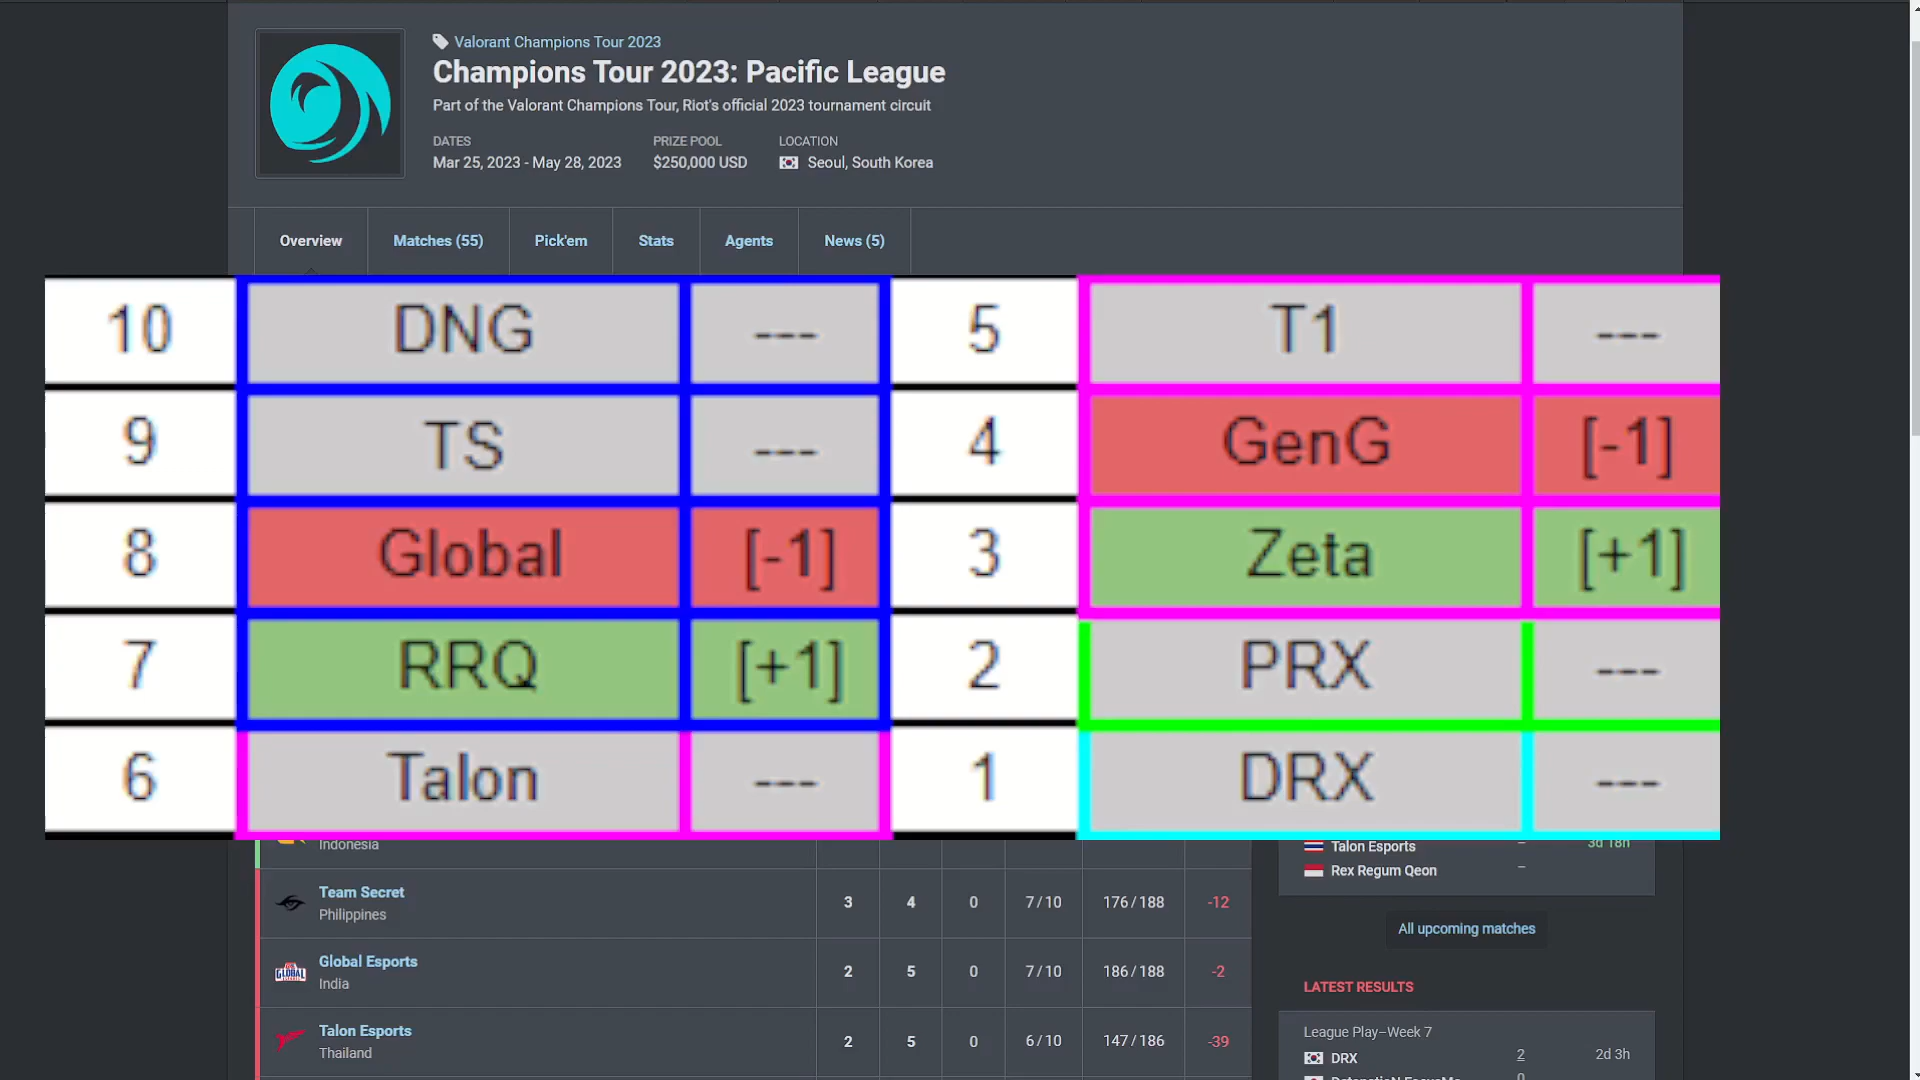 Valorant Champions Tour 2023
Champions Tour 2023: Pacific League
Part of the Valorant Champions Tour, Riot's official 2023 tournament circuit
DATES PRIZE POOL LOCATION
Mar 25, 2023 - May 28, 2023 $250,000 USD Seoul, South Korea
Overview Matches (55) Pick'em Stats Agents News (5)
10 DNG --- 5 T1 ---
9 TS --- 4 GenG [-1]
8 Global [-1] 3 Zeta [+1]
7 RRQ [+1] 2 PRX ---
6 Talon --- 1 DRX ---
Indonesia
Team Secret
Philippines
3 4 0 7/10 176/188 -12
Global Esports
India
GLOBAL
2 5 0 7/10 186/188 -2
Talon Esports
Thailand
2 5 0 6/10 147/186 -39
Talon Esports – 3d 18h
Rex Regum Qeon –
All upcoming matches
LATEST RESULTS
League Play–Week 7
DRX 2 2d 3h